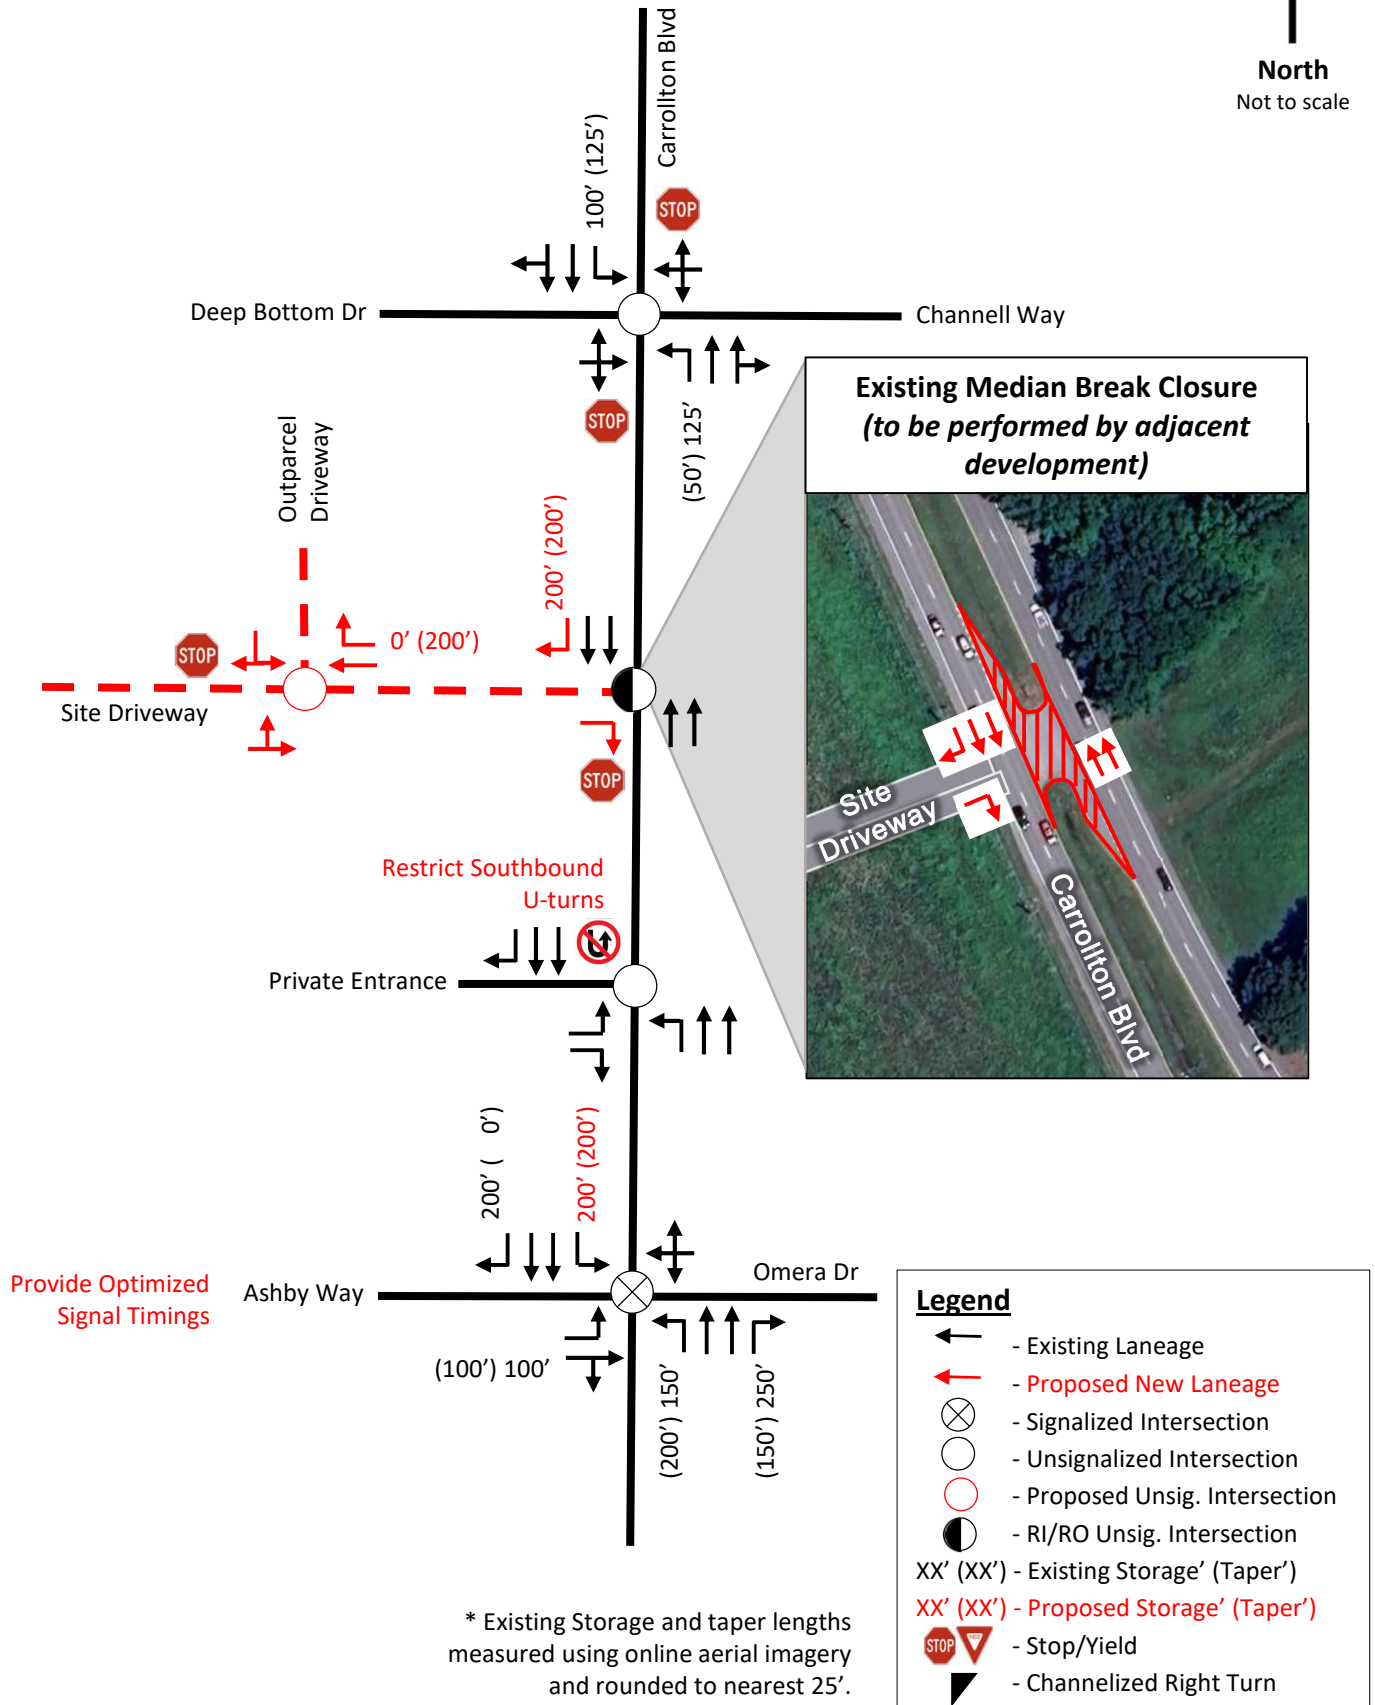 North
Not to scale
Carrollton Blvd
100' (125')
STOP
Deep Bottom Dr
Channell Way
STOP
(50') 125'
Existing Median Break Closure
(to be performed by adjacent
development)
Outparcel
Driveway
200' (200')
STOP
0' (200')
Site Driveway
STOP
Site
Driveway
Carrollton Blvd
Restrict Southbound
U-turns
U
Private Entrance
200' ( 0')
200' (200')
Provide Optimized
Signal Timings
Ashby Way
Omera Dr
(100') 100'
(200') 150'
(150') 250'
Legend
- Existing Laneage
- Proposed New Laneage
- Signalized Intersection
- Unsignalized Intersection
- Proposed Unsig. Intersection
- RI/RO Unsig. Intersection
XX' (XX') - Existing Storage' (Taper')
XX' (XX') - Proposed Storage' (Taper')
STOP YIELD - Stop/Yield
- Channelized Right Turn
* Existing Storage and taper lengths
measured using online aerial imagery
and rounded to nearest 25'.